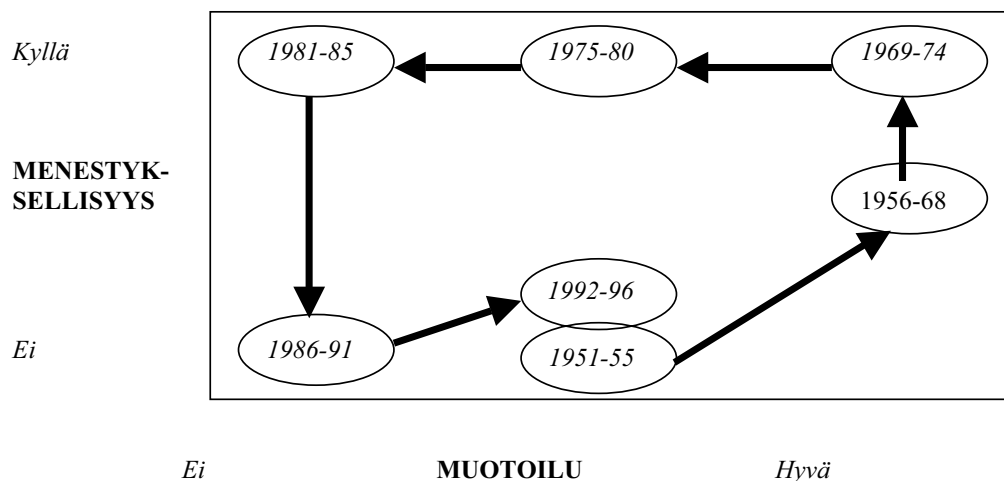 Kyllä
1981-85
1975-80
1969-74
MENESTYK-
SELLISYYS
1956-68
1992-96
Ei
1986-91
1951-55
Ei
MUOTOILU
Hyvä